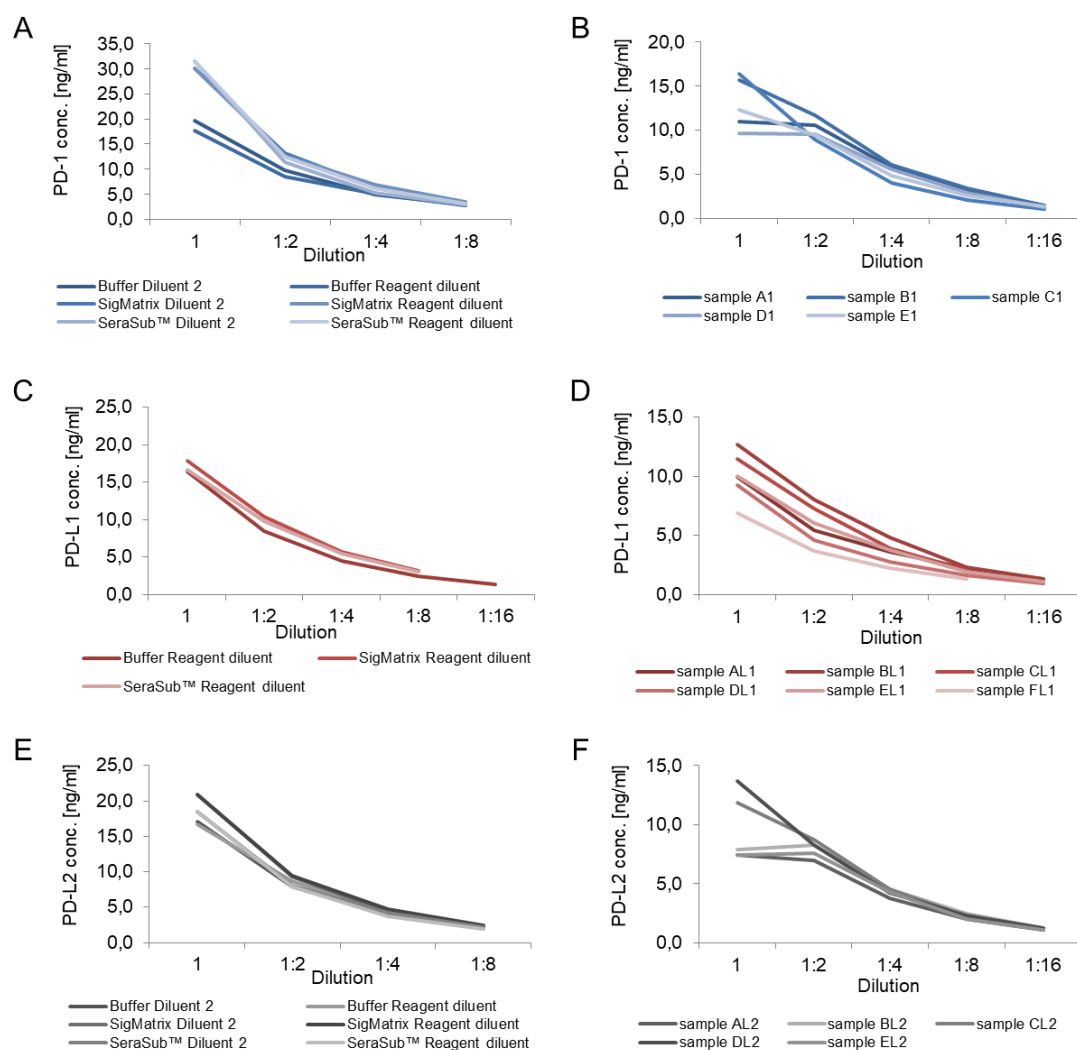 A
PD-1 conc. [ng/ml]
35,0
30,0
25,0
20,0
15,0
10,0
5,0
0,0
1 1:2 1:4 1:8
Dilution
Buffer Diluent 2 Buffer Reagent diluent
SigMatrix Diluent 2 SigMatrix Reagent diluent
SeraSub™ Diluent 2 SeraSub™ Reagent diluent
B
PD-1 conc. [ng/ml]
20,0
15,0
10,0
5,0
0,0
1 1:2 1:4 1:8 1:16
Dilution
sample A1 sample B1 sample C1
sample D1 sample E1
C
PD-L1 conc. [ng/ml]
25,0
20,0
15,0
10,0
5,0
0,0
1 1:2 1:4 1:8 1:16
Dilution
Buffer Reagent diluent SigMatrix Reagent diluent
SeraSub™ Reagent diluent
D
PD-L1 conc. [ng/ml]
15,0
10,0
5,0
0,0
1 1:2 1:4 1:8 1:16
Dilution
sample AL1 sample BL1 sample CL1
sample DL1 sample EL1 sample FL1
E
PD-L2 conc. [ng/ml]
25,0
20,0
15,0
10,0
5,0
0,0
1 1:2 1:4 1:8
Dilution
Buffer Diluent 2 Buffer Reagent diluent
SigMatrix Diluent 2 SigMatrix Reagent diluent
SeraSub™ Diluent 2 SeraSub™ Reagent diluent
F
PD-L2 conc. [ng/ml]
15,0
10,0
5,0
0,0
1 1:2 1:4 1:8 1:16
Dilution
sample AL2 sample BL2 sample CL2
sample DL2 sample EL2